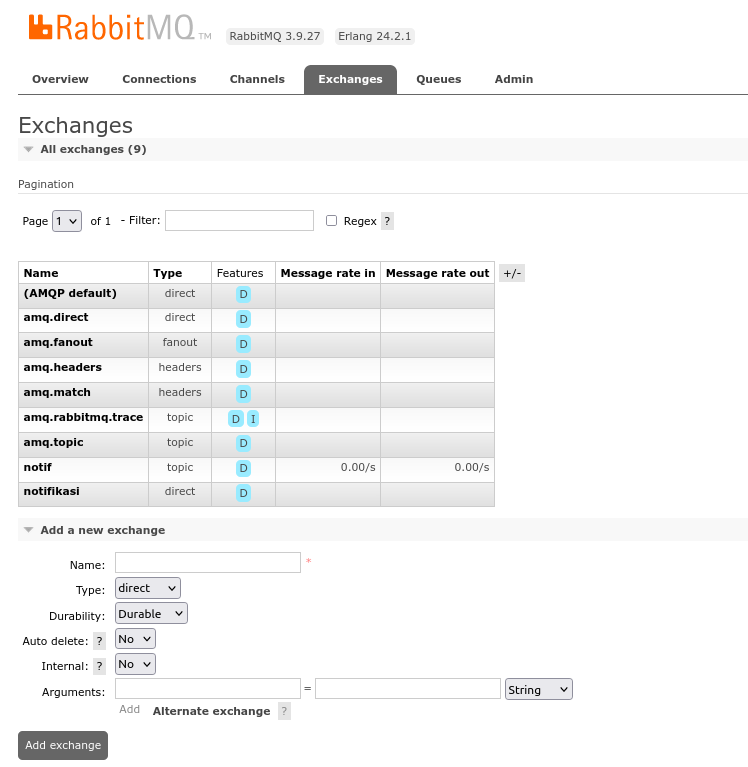 RabbitMQ TM RabbitMQ 3.9.27 Erlang 24.2.1
Overview Connections Channels Exchanges Queues Admin
Exchanges
All exchanges (9)
Pagination
Page 1 of 1 - Filter: Regex ?
Name Type Features Message rate in Message rate out +/-
(AMQP default) direct D
amq.direct direct D
amq.fanout fanout D
amq.headers headers D
amq.match headers D
amq.rabbitmq.trace topic D I
amq.topic topic D
notif topic D 0.00/s 0.00/s
notifikasi direct D
Add a new exchange
Name: *
Type: direct
Durability: Durable
Auto delete: ? No
Internal: ? No
Arguments: = String
Add Alternate exchange ?
Add exchange